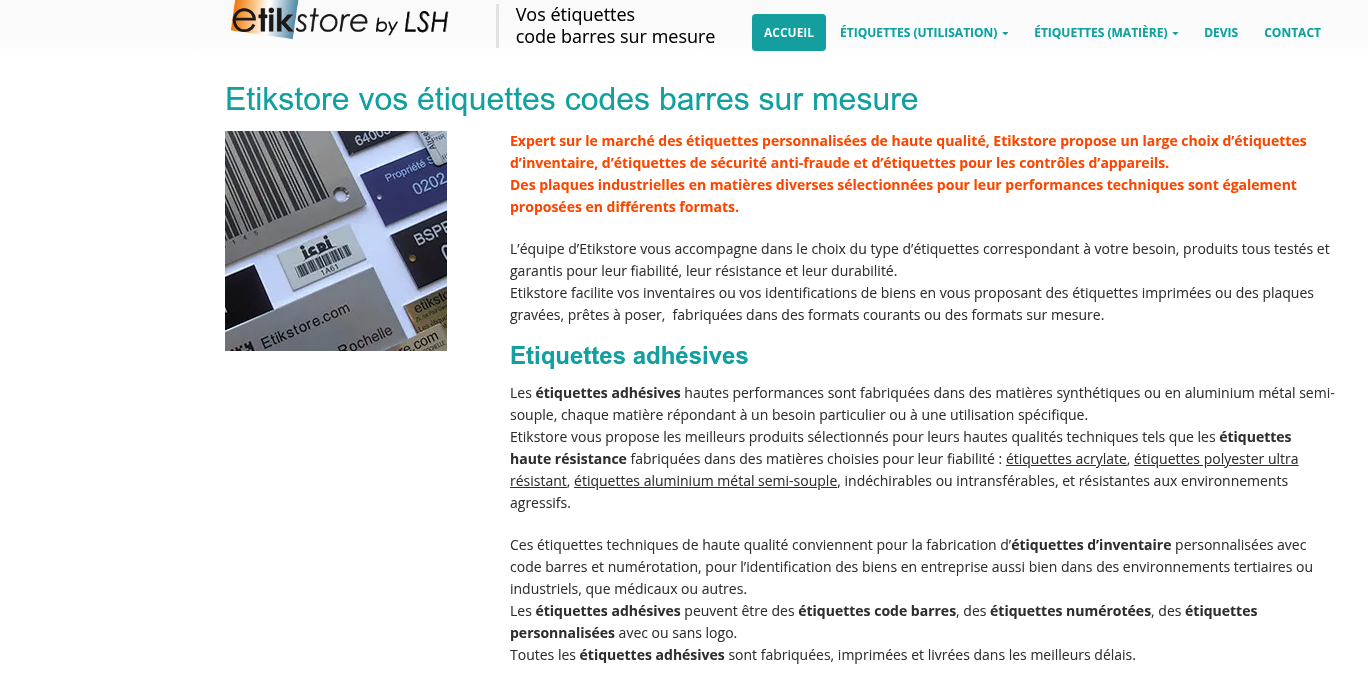 etikstore by LSH
Vos étiquettes
code barres sur mesure
ACCUEIL
ÉTIQUETTES (UTILISATION)
ÉTIQUETTES (MATIÈRE)
DEVIS
CONTACT
Etikstore vos étiquettes codes barres sur mesure
Propriété
0202
BSPF
ispi
1A61
145
Etikstore.com
Rochelle
Expert sur le marché des étiquettes personnalisées de haute qualité, Etikstore propose un large choix d’étiquettes
d’inventaire, d’étiquettes de sécurité anti-fraude et d’étiquettes pour les contrôles d’appareils.
Des plaques industrielles en matières diverses sélectionnées pour leur performances techniques sont également
proposées en différents formats.
L’équipe d’Etikstore vous accompagne dans le choix du type d’étiquettes correspondant à votre besoin, produits tous testés et
garantis pour leur fiabilité, leur résistance et leur durabilité.
Etikstore facilite vos inventaires ou vos identifications de biens en vous proposant des étiquettes imprimées ou des plaques
gravées, prêtes à poser,  fabriquées dans des formats courants ou des formats sur mesure.
Etiquettes adhésives
Les étiquettes adhésives hautes performances sont fabriquées dans des matières synthétiques ou en aluminium métal semi-
souple, chaque matière répondant à un besoin particulier ou à une utilisation spécifique.
Etikstore vous propose les meilleurs produits sélectionnés pour leurs hautes qualités techniques tels que les étiquettes
haute résistance fabriquées dans des matières choisies pour leur fiabilité : étiquettes acrylate, étiquettes polyester ultra
résistant, étiquettes aluminium métal semi-souple, indéchirables ou intransférables, et résistantes aux environnements
agressifs.
Ces étiquettes techniques de haute qualité conviennent pour la fabrication d’étiquettes d’inventaire personnalisées avec
code barres et numérotation, pour l’identification des biens en entreprise aussi bien dans des environnements tertiaires ou
industriels, que médicaux ou autres.
Les étiquettes adhésives peuvent être des étiquettes code barres, des étiquettes numérotées, des étiquettes
personnalisées avec ou sans logo.
Toutes les étiquettes adhésives sont fabriquées, imprimées et livrées dans les meilleurs délais.